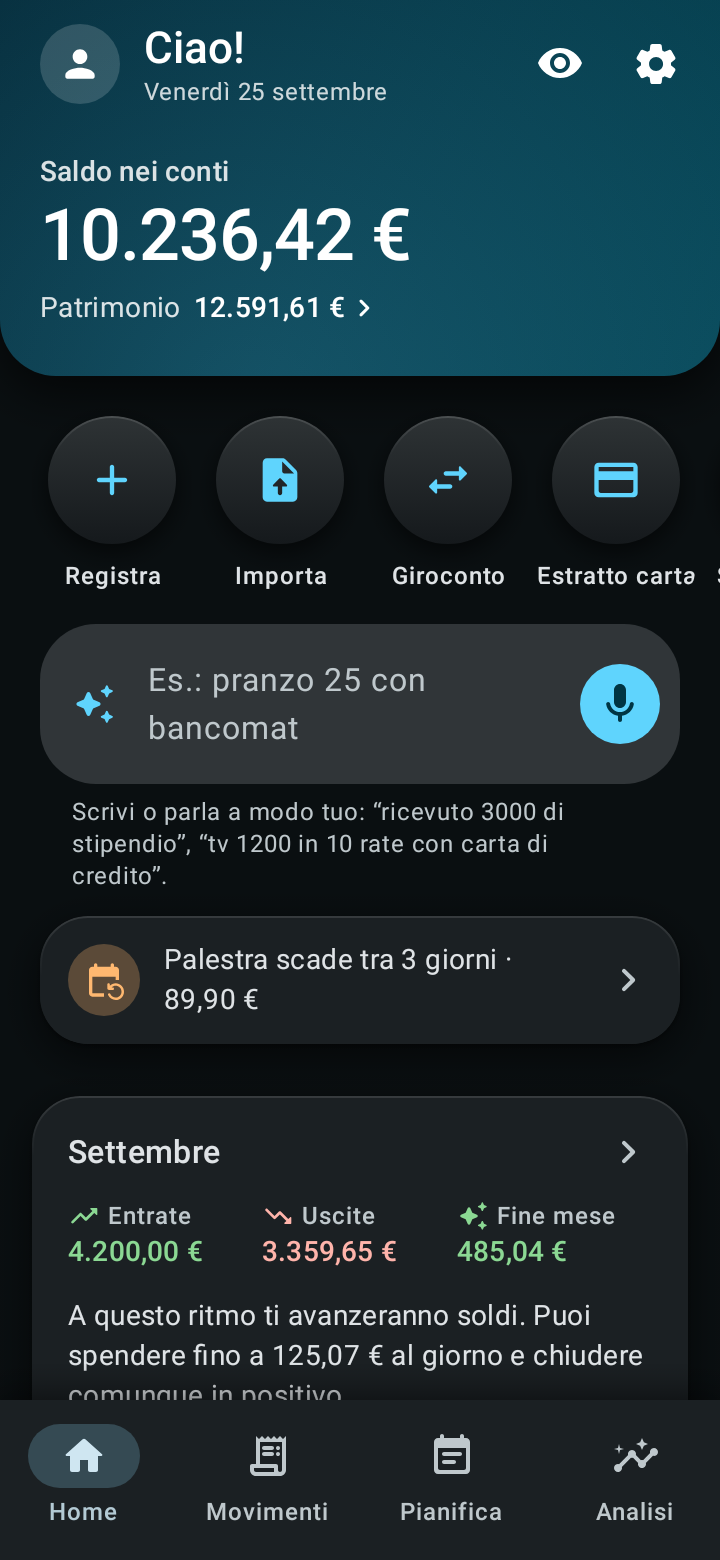 Ciao!
Venerdì 25 settembre
Saldo nei conti
10.236,42 €
Patrimonio 12.591,61 €
Registra
Importa
Giroconto
Estratto carta
Es.: pranzo 25 con
bancomat
Scrivi o parla a modo tuo: “ricevuto 3000 di
stipendio”, “tv 1200 in 10 rate con carta di
credito”.
Palestra scade tra 3 giorni ·
89,90 €
Settembre
Entrate
Uscite
Fine mese
4.200,00 €
3.359,65 €
485,04 €
A questo ritmo ti avanzeranno soldi. Puoi
spendere fino a 125,07 € al giorno e chiudere
comunque in positivo
Home
Movimenti
Pianifica
Analisi